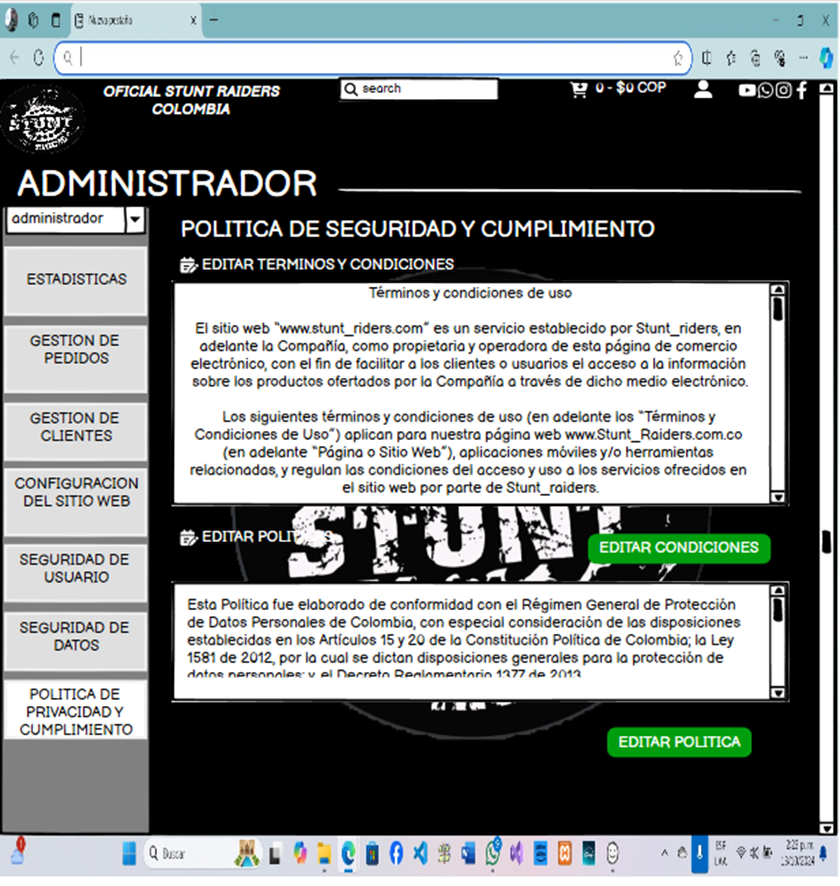 Nueva pestaña
OFICIAL STUNT RAIDERS
COLOMBIA
search
0 - $0 COP
STUNT
ADMINISTRADOR
administrador
POLITICA DE SEGURIDAD Y CUMPLIMIENTO
EDITAR TERMINOS Y CONDICIONES
ESTADISTICAS
GESTION DE
PEDIDOS
GESTION DE
CLIENTES
CONFIGURACION
DEL SITIO WEB
SEGURIDAD DE
USUARIO
SEGURIDAD DE
DATOS
POLITICA DE
PRIVACIDAD Y
CUMPLIMIENTO
Términos y condiciones de uso
El sitio web "www.stunt_riders.com" es un servicio establecido por Stunt_riders, en
adelante la Compañía, como propietaria y operadora de esta página de comercio
electrónico, con el fin de facilitar a los clientes o usuarios el acceso a la información
sobre los productos ofertados por la Compañía a través de dicho medio electrónico.
Los siguientes términos y condiciones de uso (en adelante los "Términos y
Condiciones de Uso") aplican para nuestra página web www.Stunt_Raiders.com.co
(en adelante "Página o Sitio Web"), aplicaciones móviles y/o herramientas
relacionadas, y regulan las condiciones del acceso y uso a los servicios ofrecidos en
el sitio web por parte de Stunt_raiders.
STUNT
EDITAR POLITICAS
EDITAR CONDICIONES
Esta Política fue elaborado de conformidad con el Régimen General de Protección
de Datos Personales de Colombia, con especial consideración de las disposiciones
establecidas en los Artículos 15 y 20 de la Constitución Política de Colombia; la Ley
1581 de 2012, por la cual se dictan disposiciones generales para la protección de
datos personales; y, el Decreto Reglamentario 1377 de 2013
EDITAR POLITICA
Buscar
ESP
LAA
2:25 p.m.
13/10/2024